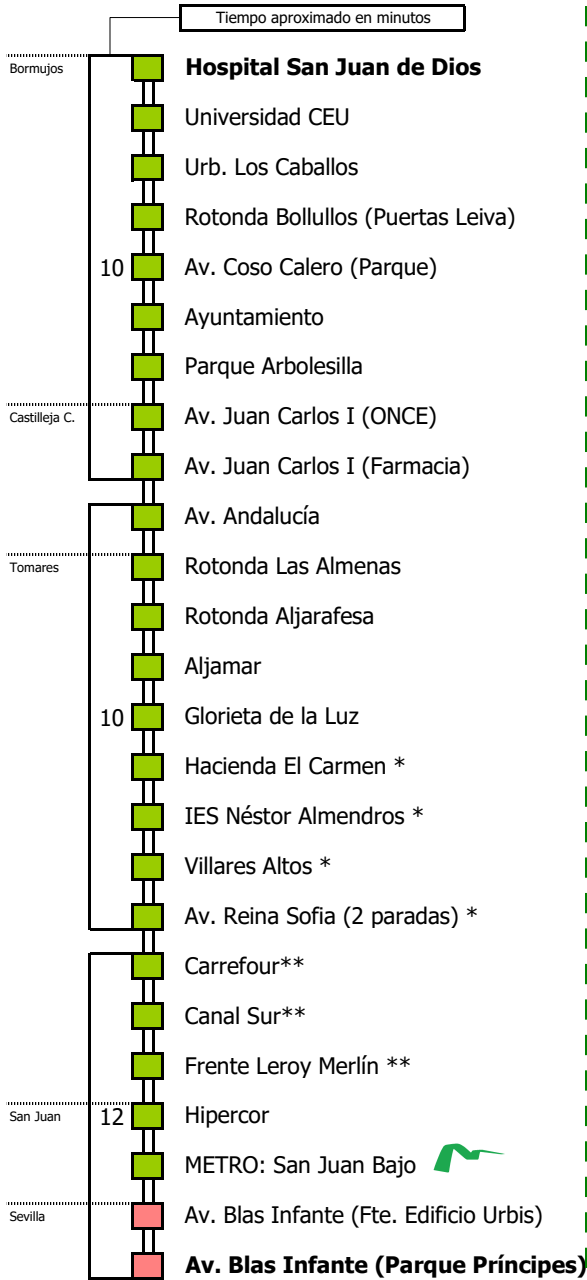 Tiempo aproximado en minutos
Bormujos
Hospital San Juan de Dios
Universidad CEU
Urb. Los Caballos
Rotonda Bollullos (Puertas Leiva)
10
Av. Coso Calero (Parque)
Ayuntamiento
Parque Arbolesilla
Castilleja C.
Av. Juan Carlos I (ONCE)
Av. Juan Carlos I (Farmacia)
Av. Andalucía
Tomares
Rotonda Las Almenas
Rotonda Aljarafesa
Aljamar
10
Glorieta de la Luz
Hacienda El Carmen *
IES Néstor Almendros *
Villares Altos *
Av. Reina Sofia (2 paradas) *
Carrefour**
Canal Sur**
Frente Leroy Merlín **
San Juan
12
Hipercor
METRO: San Juan Bajo
Sevilla
Av. Blas Infante (Fte. Edificio Urbis)
Av. Blas Infante (Parque Príncipes)